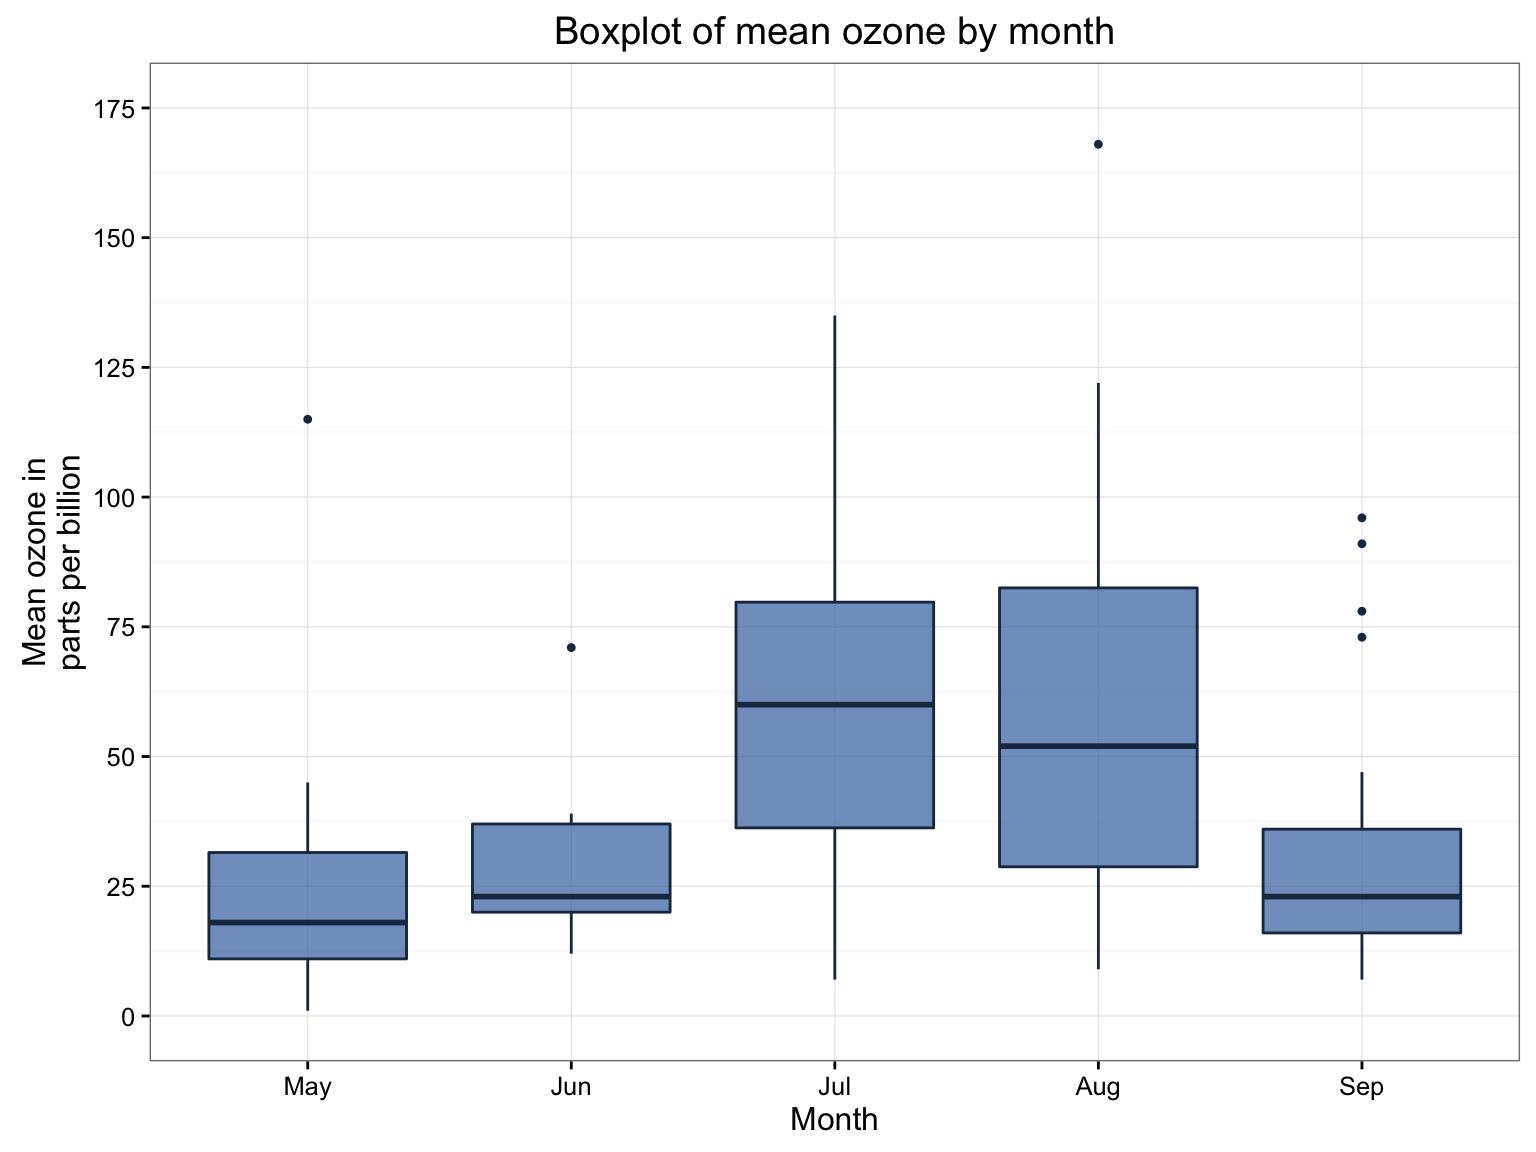 Boxplot of mean ozone by month
Mean ozone in
parts per billion
175
150
125
100
75
50
25
0
May
Jun
Jul
Aug
Sep
Month